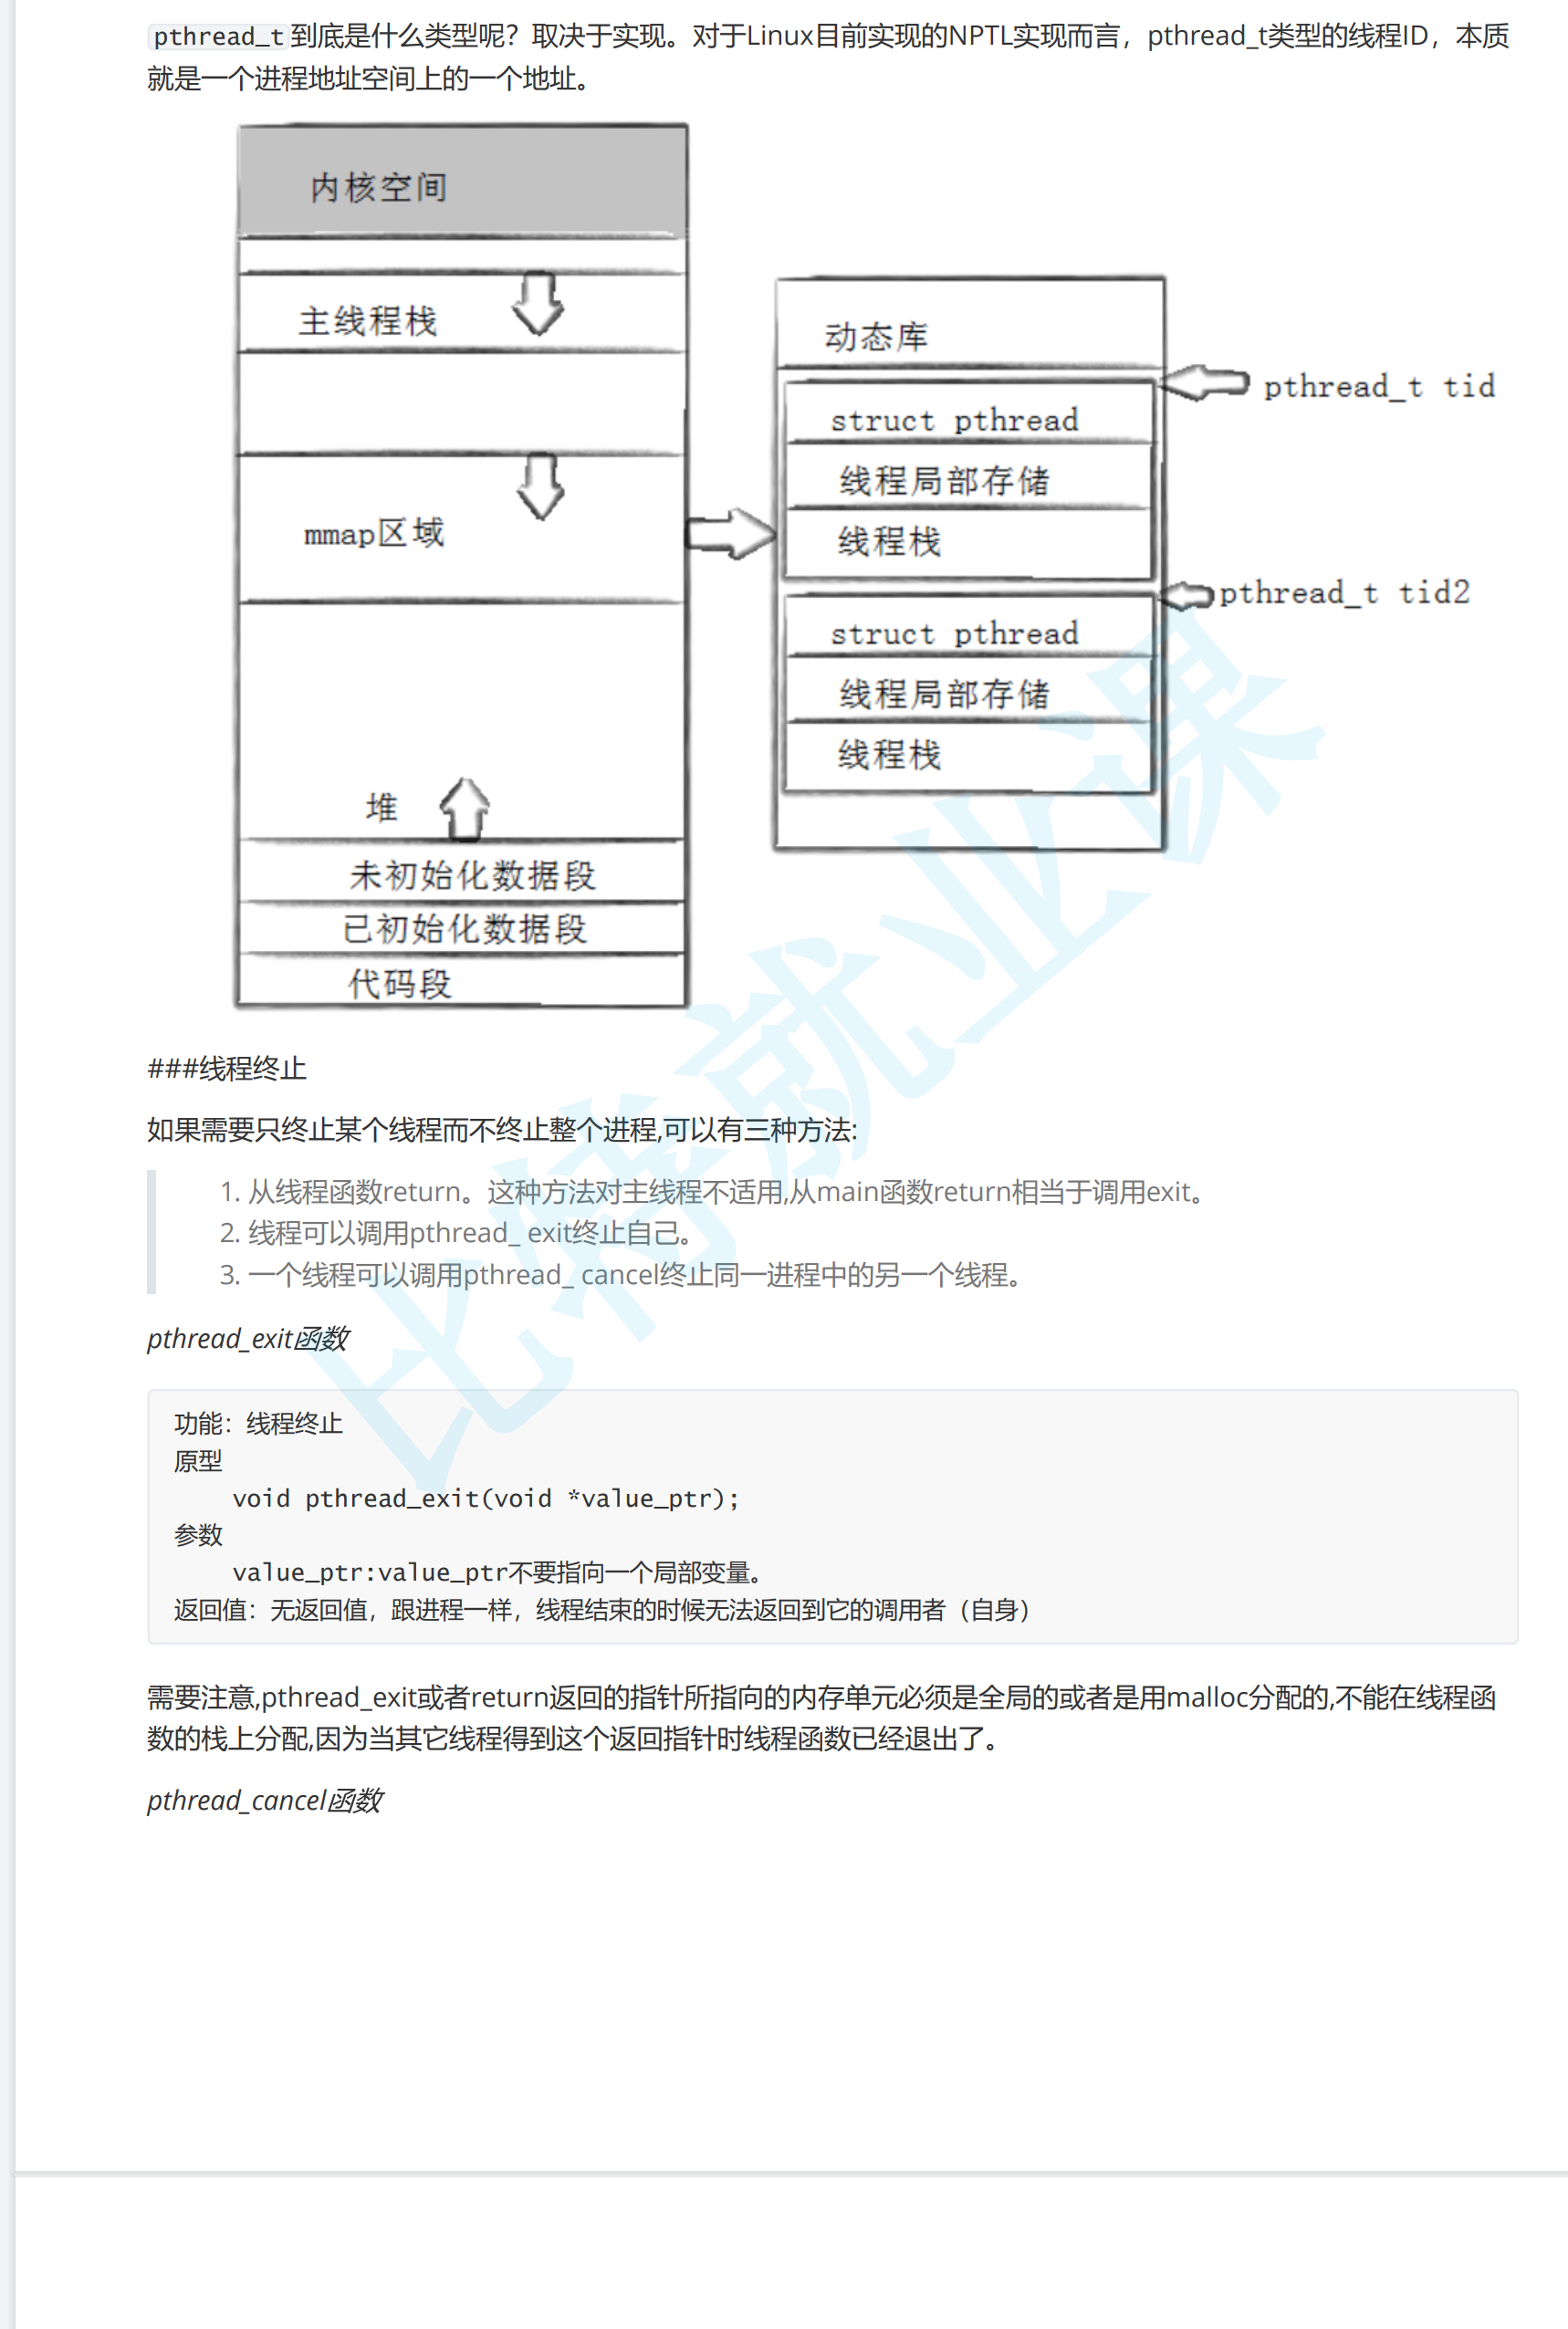 pthread_t到底是什么类型呢？取决于实现。对于Linux目前实现的NPTL实现而言，pthread_t类型的线程ID，本质
就是一个进程地址空间上的一个地址。
内核空间
主线程栈
动态库
pthread_t tid
struct pthread
线程局部存储
mmap区域
线程栈
pthread_t tid2
struct pthread
线程局部存储
线程栈
堆
未初始化数据段
已初始化数据段
代码段
###线程终止
如果需要只终止某个线程而不终止整个进程,可以有三种方法:
1. 从线程函数return。这种方法对主线程不适用,从main函数return相当于调用exit。
2. 线程可以调用pthread_ exit终止自己。
3. 一个线程可以调用pthread_ cancel终止同一进程中的另一个线程。
pthread_exit函数
功能：线程终止
原型
void pthread_exit(void *value_ptr);
参数
value_ptr:value_ptr不要指向一个局部变量。
返回值：无返回值，跟进程一样，线程结束的时候无法返回到它的调用者（自身）
需要注意,pthread_exit或者return返回的指针所指向的内存单元必须是全局的或者是用malloc分配的,不能在线程函
数的栈上分配,因为当其它线程得到这个返回指针时线程函数已经退出了。
pthread_cancel函数
比特就业课